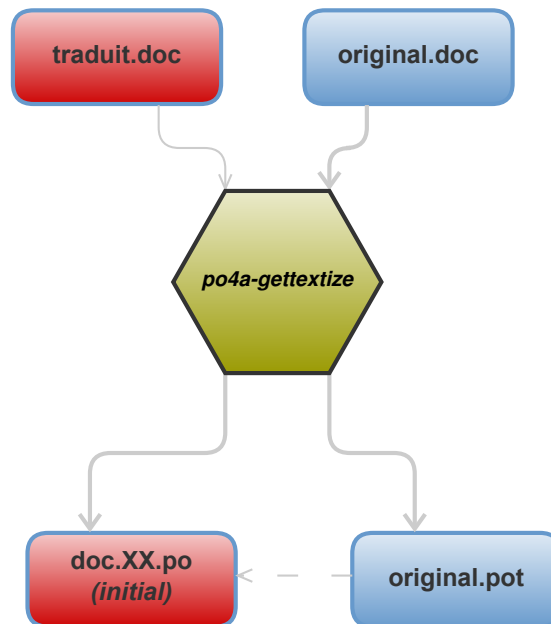 traduit.doc
original.doc
po4a-gettextize
doc.XX.po
(initial)
original.pot